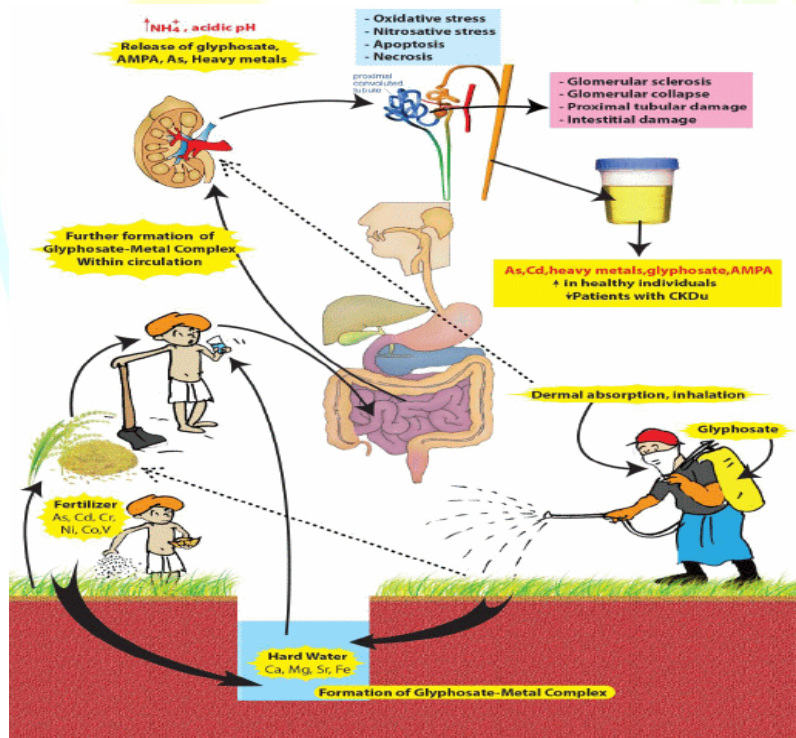 ↑NH₄⁺, acidic pH
Release of glyphosate,
AMPA, As, Heavy metals
- Oxidative stress
- Nitrosative stress
- Apoptosis
- Necrosis
proximal
convoluted
tubule
- Glomerular sclerosis
- Glomerular collapse
- Proximal tubular damage
- Intestitial damage
Further formation of
Glyphosate-Metal Complex
Within circulation
As,Cd,heavy metals,glyphosate,AMPA
↑ in healthy individuals
↓Patients with CKDu
Dermal absorption, inhalation
Glyphosate
Fertilizer
As, Cd, Cr,
Ni, Co,V
Hard Water
Ca, Mg, Sr, Fe
Formation of Glyphosate-Metal Complex